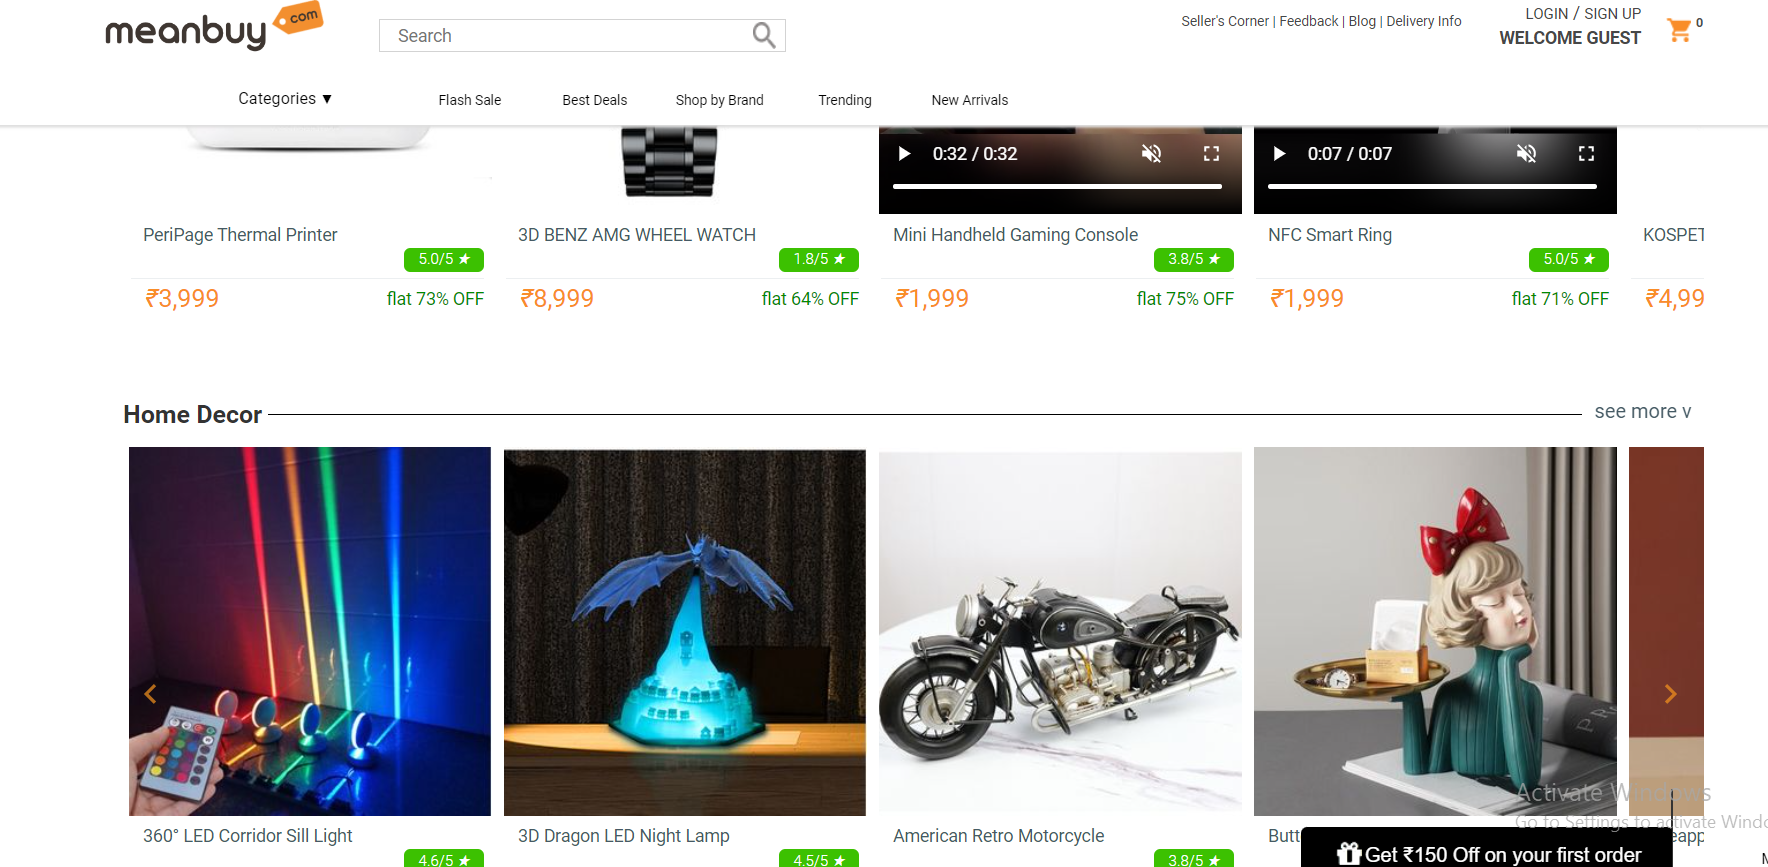 meanbuy .com
Search
Seller's Corner | Feedback | Blog | Delivery Info
LOGIN / SIGN UP
WELCOME GUEST
0
Categories ▼
Flash Sale
Best Deals
Shop by Brand
Trending
New Arrivals
0:32 / 0:32
0:07 / 0:07
PeriPage Thermal Printer
5.0/5 ★
₹3,999
flat 73% OFF
3D BENZ AMG WHEEL WATCH
1.8/5 ★
₹8,999
flat 64% OFF
Mini Handheld Gaming Console
3.8/5 ★
₹1,999
flat 75% OFF
NFC Smart Ring
5.0/5 ★
₹1,999
flat 71% OFF
KOSPET
₹4,99
Home Decor
see more v
360° LED Corridor Sill Light
4.6/5 ★
3D Dragon LED Night Lamp
4.5/5 ★
American Retro Motorcycle
3.8/5 ★
Butt
eapp
Activate Windows
Go to Settings to activate Windo
Get ₹150 Off on your first order